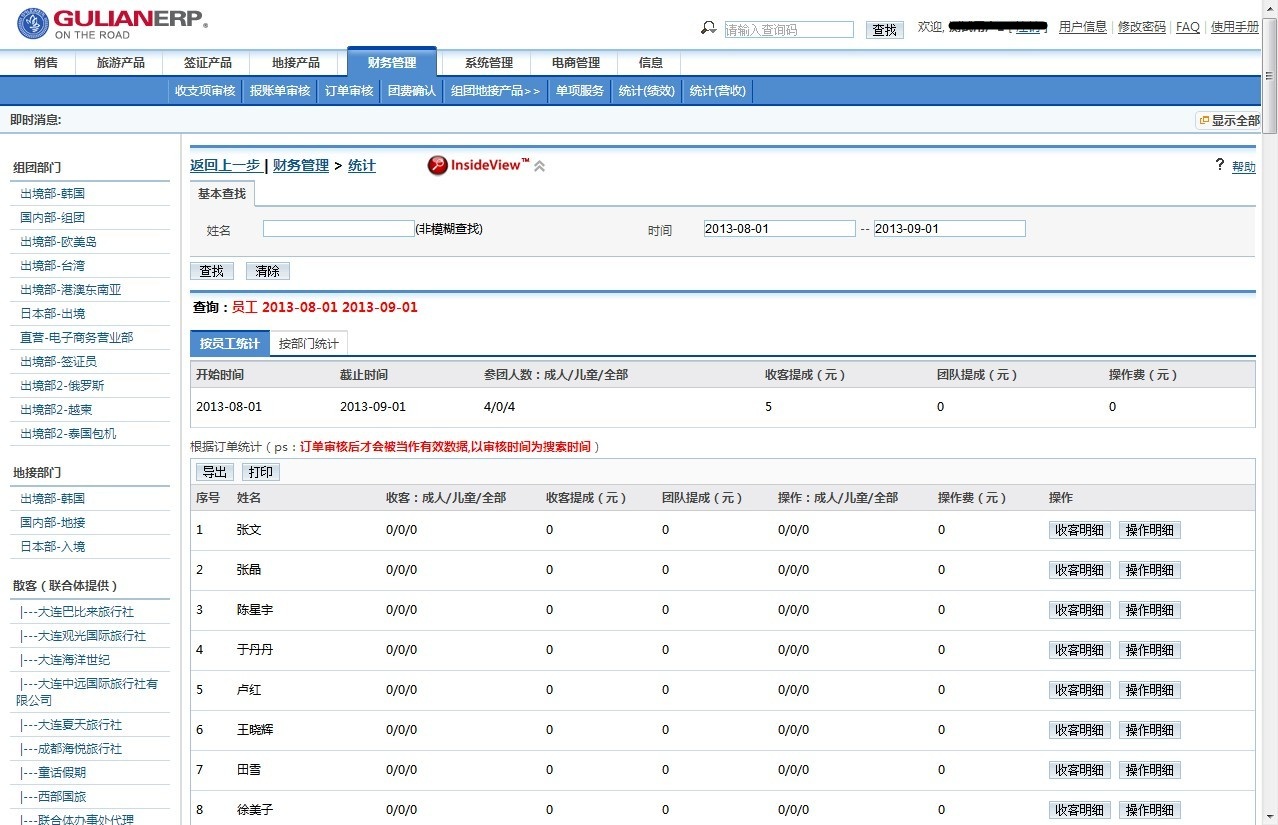 GULIANERP®
ON THE ROAD
请输入查询码 查找 欢迎, 用户信息 | 修改密码 | FAQ | 使用手册
销售 旅游产品 签证产品 地接产品 财务管理 系统管理 电商管理 信息
收支项审核 报账单审核 订单审核 团费确认 组团地接产品>> 单项服务 统计(绩效) 统计(营收)
即时消息: 显示全部
组团部门
出境部-韩国
国内部-组团
出境部-欧美岛
出境部-台湾
出境部-港澳东南亚
日本部-出境
直营-电子商务营业部
出境部-签证员
出境部2-俄罗斯
出境部2-越柬
出境部2-泰国包机
地接部门
出境部-韩国
国内部-地接
日本部-入境
散客（联合体提供）
|---大连巴比来旅行社
|---大连观光国际旅行社
|---大连海洋世纪
|---大连中远国际旅行社有
限公司
|---大连夏天旅行社
|---成都海悦旅行社
|---童话假期
|---西部国旅
|---联合体办事处代理
返回上一步 | 财务管理 > 统计 InsideView™ ? 帮助
基本查找
姓名 (非模糊查找) 时间 2013-08-01 -- 2013-09-01
查找 清除
查询：员工 2013-08-01 2013-09-01
按员工统计 按部门统计
开始时间 截止时间 参团人数：成人/儿童/全部 收客提成（元） 团队提成（元） 操作费（元）
2013-08-01 2013-09-01 4/0/4 5 0 0
根据订单统计（ps：订单审核后才会被当作有效数据,以审核时间为搜索时间）
导出 打印
序号 姓名 收客：成人/儿童/全部 收客提成（元） 团队提成（元） 操作：成人/儿童/全部 操作费（元） 操作
1 张文 0/0/0 0 0 0/0/0 0 收客明细 操作明细
2 张晶 0/0/0 0 0 0/0/0 0 收客明细 操作明细
3 陈星宇 0/0/0 0 0 0/0/0 0 收客明细 操作明细
4 于丹丹 0/0/0 0 0 0/0/0 0 收客明细 操作明细
5 卢红 0/0/0 0 0 0/0/0 0 收客明细 操作明细
6 王晓辉 0/0/0 0 0 0/0/0 0 收客明细 操作明细
7 田雪 0/0/0 0 0 0/0/0 0 收客明细 操作明细
8 徐美子 0/0/0 0 0 0/0/0 0 收客明细 操作明细